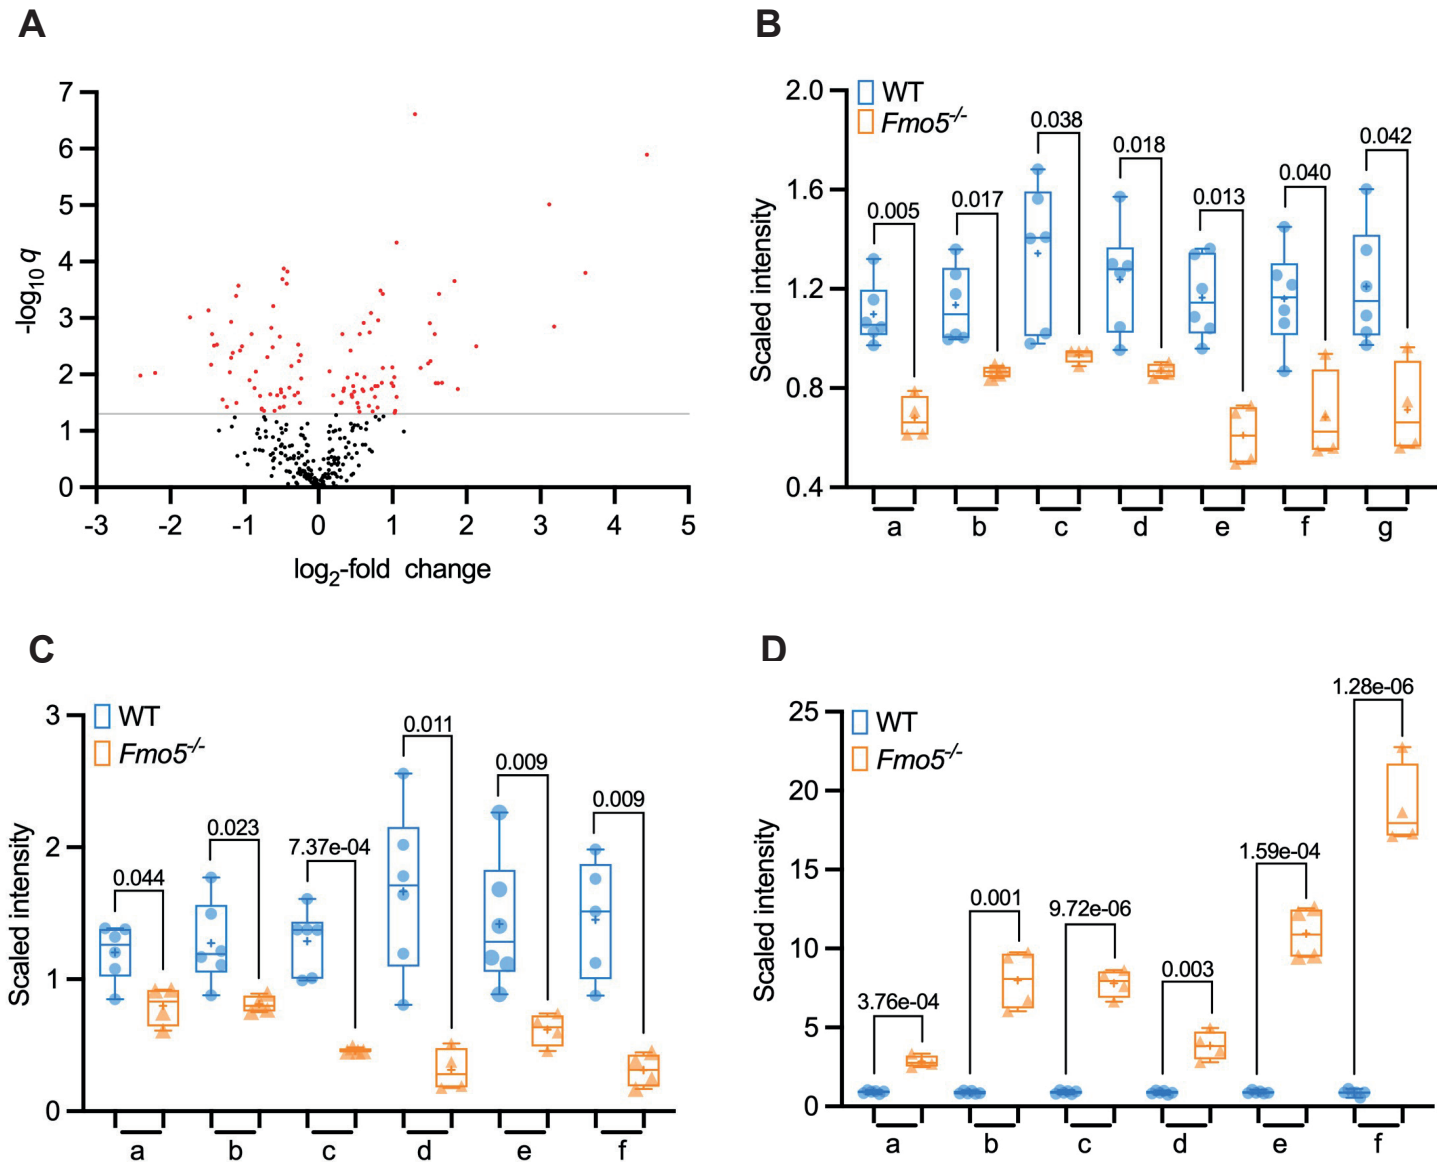 A
7
6
5
4
3
2
1
0
-log10 q
-3 -2 -1 0 1 2 3 4 5
log2-fold change
B
WT
Fmo5-/-
2.0
1.6
1.2
0.8
0.4
Scaled intensity
0.005
0.017
0.038
0.018
0.013
0.040
0.042
a b c d e f g
C
WT
Fmo5-/-
3
2
1
0
Scaled intensity
0.044
0.023
7.37e-04
0.011
0.009
0.009
a b c d e f
D
WT
Fmo5-/-
25
20
15
10
5
0
Scaled intensity
3.76e-04
0.001
9.72e-06
0.003
1.59e-04
1.28e-06
a b c d e f